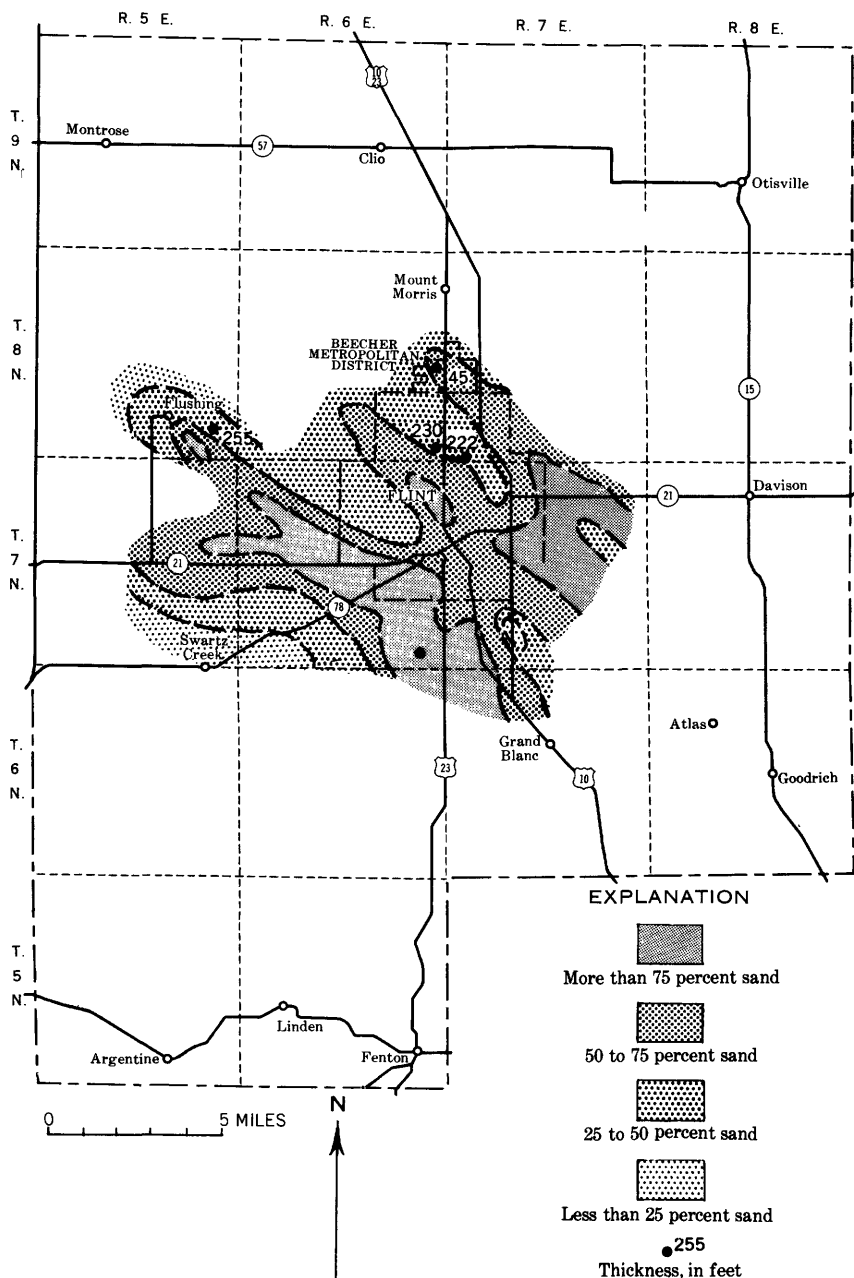 R. 5 E.
R. 6 E.
R. 7 E.
R. 8 E.
T.
9
N.
10
23
Montrose
57
Clio
Otisville
Mount
Morris
T.
8
N.
BEECHER
METROPOLITAN
DISTRICT
45
15
Flushing
255
230
222
FLINT
21
Davison
T.
7
N.
21
78
Swartz
Creek
Atlas
Grand
Blanc
T.
6
N.
23
10
Goodrich
EXPLANATION
More than 75 percent sand
50 to 75 percent sand
25 to 50 percent sand
Less than 25 percent sand
255
Thickness, in feet
T.
5
N.
Linden
Argentine
Fenton
0 5 MILES
N